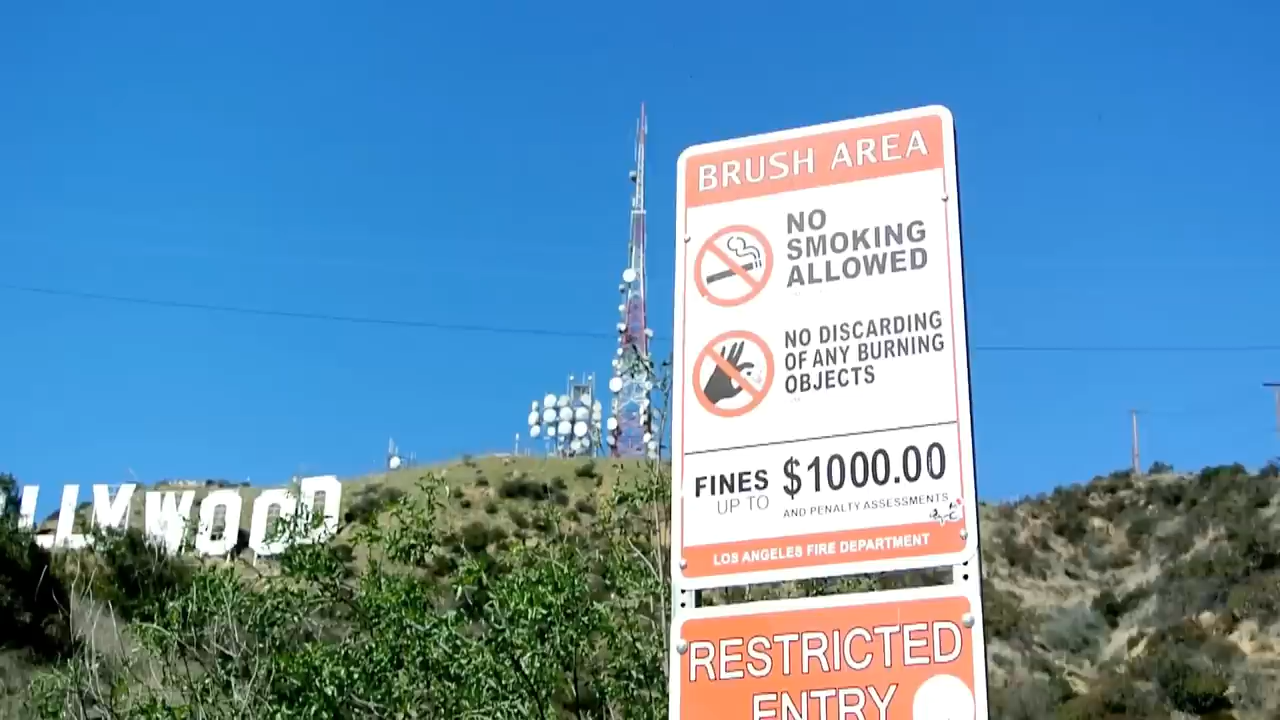 LLYWOOD
BRUSH AREA
NO
SMOKING
ALLOWED
NO DISCARDING
OF ANY BURNING
OBJECTS
FINES
UP TO
$1000.00
AND PENALTY ASSESSMENTS
LOS ANGELES FIRE DEPARTMENT
RESTRICTED
ENTRY